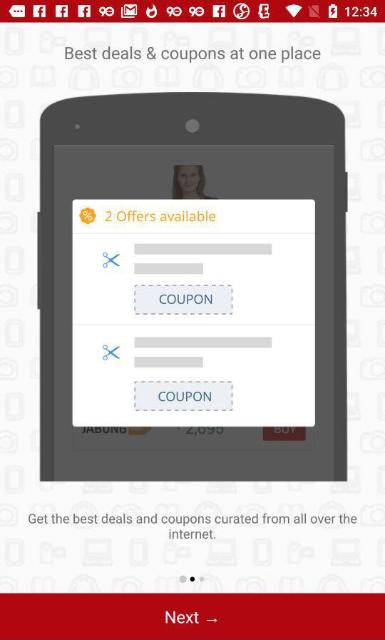 12:34
Best deals & coupons at one place
2 Offers available
COUPON
COUPON
JABUNG 2,695 BUY
Get the best deals and coupons curated from all over the
internet.
Next →